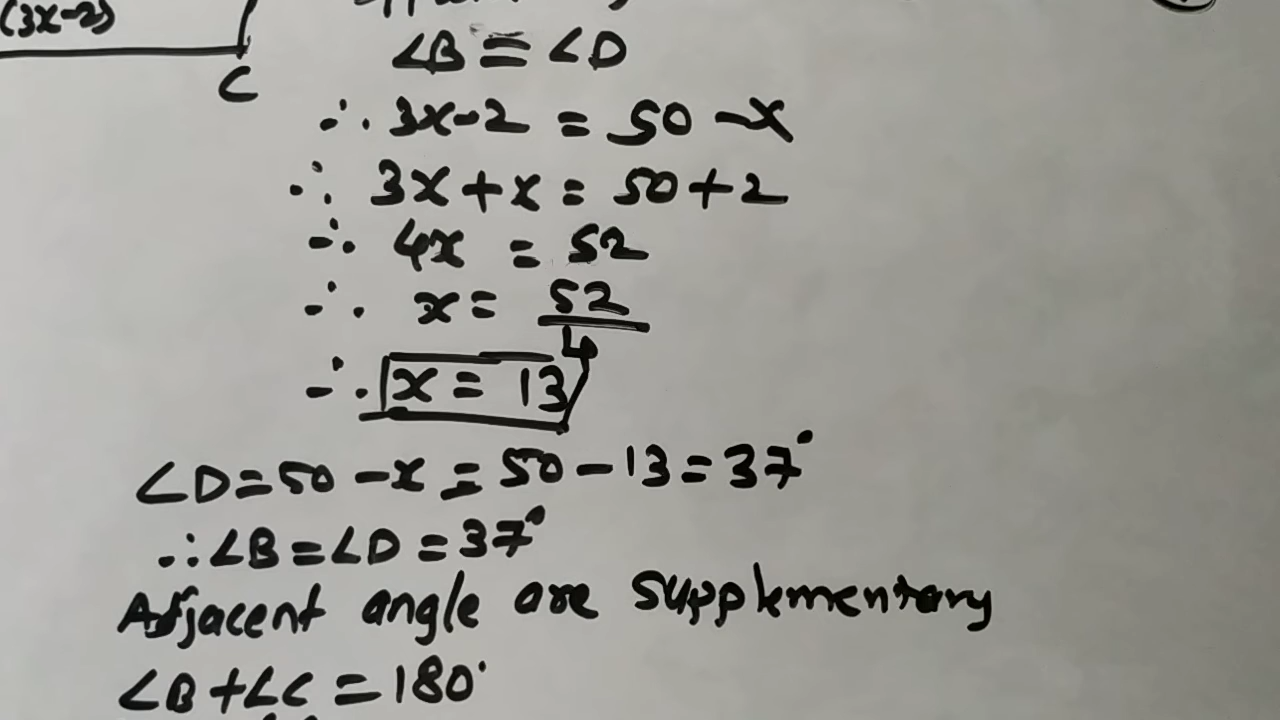 (3x-2)
C
∠B = ∠D
∴ 3x-2 = 50 - x
∴ 3x + x = 50 + 2
∴ 4x = 52
∴ x = 52/4
∴ x = 13
∠D = 50 - x = 50 - 13 = 37°
∴ ∠B = ∠D = 37°
Adjacent angle are supplementary
∠B + ∠C = 180°